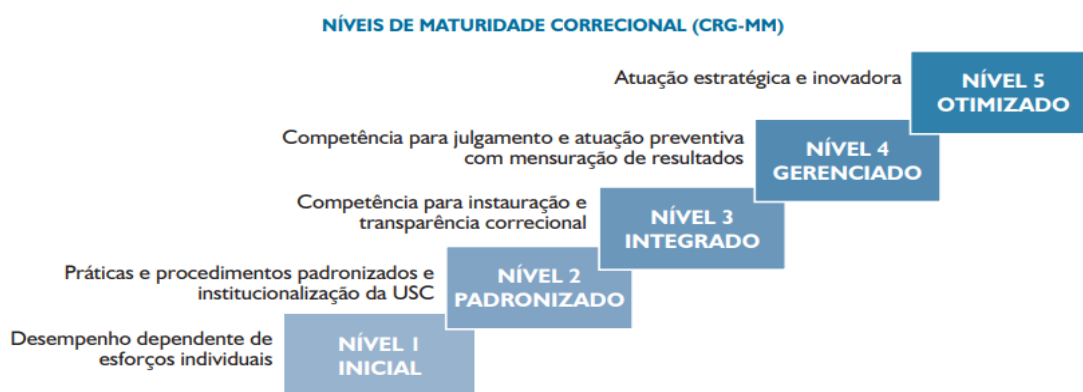 NÍVEIS DE MATURIDADE CORRECIONAL (CRG-MM)
Atuação estratégica e inovadora
NÍVEL 5
OTIMIZADO
Competência para julgamento e atuação preventiva
com mensuração de resultados
NÍVEL 4
GERENCIADO
Competência para instauração e
transparência correcional
NÍVEL 3
INTEGRADO
Práticas e procedimentos padronizados e
institucionalização da USC
NÍVEL 2
PADRONIZADO
Desempenho dependente de
esforços individuais
NÍVEL 1
INICIAL